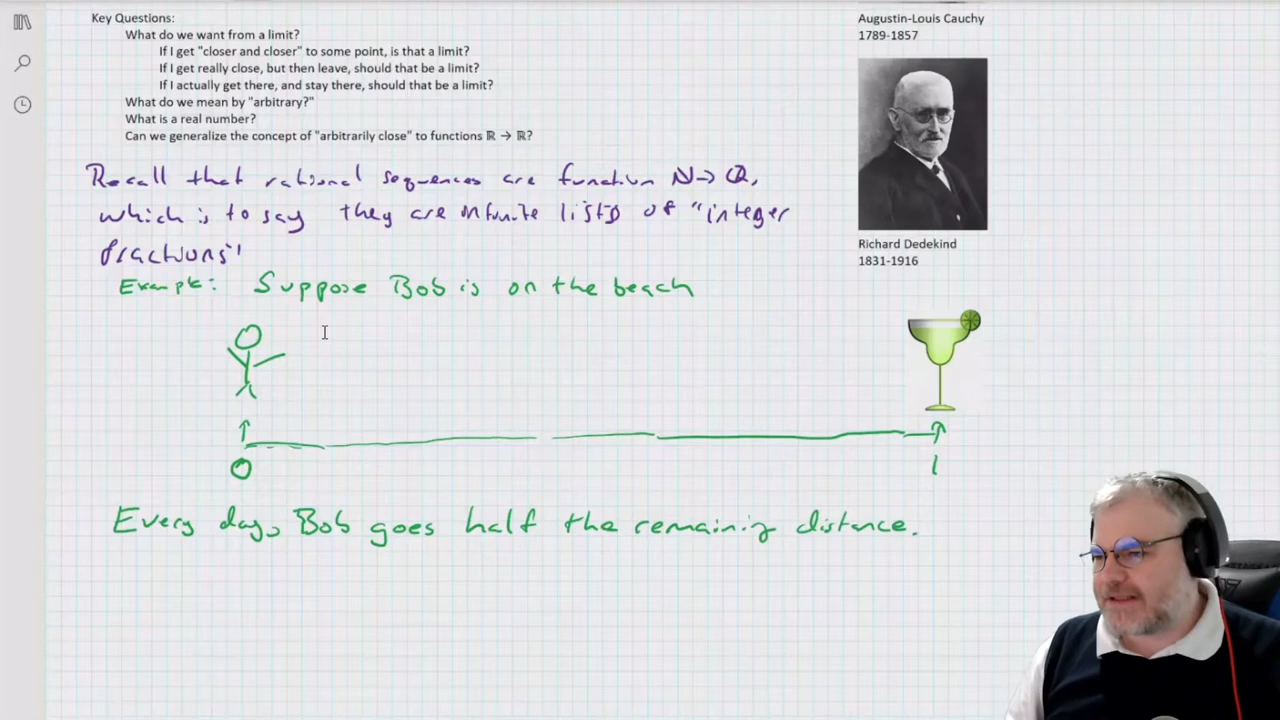 Key Questions:
What do we want from a limit?
If I get "closer and closer" to some point, is that a limit?
If I get really close, but then leave, should that be a limit?
If I actually get there, and stay there, should that be a limit?
What do we mean by "arbitrary?"
What is a real number?
Can we generalize the concept of "arbitrarily close" to functions ℝ → ℝ?
Augustin-Louis Cauchy
1789-1857
Richard Dedekind
1831-1916
Recall that rational sequences are function ℕ → ℚ,
which is to say they are infinite lists of "integer
fractions"
Example: Suppose Bob is on the beach
0
1
Every day, Bob goes half the remaining distance.